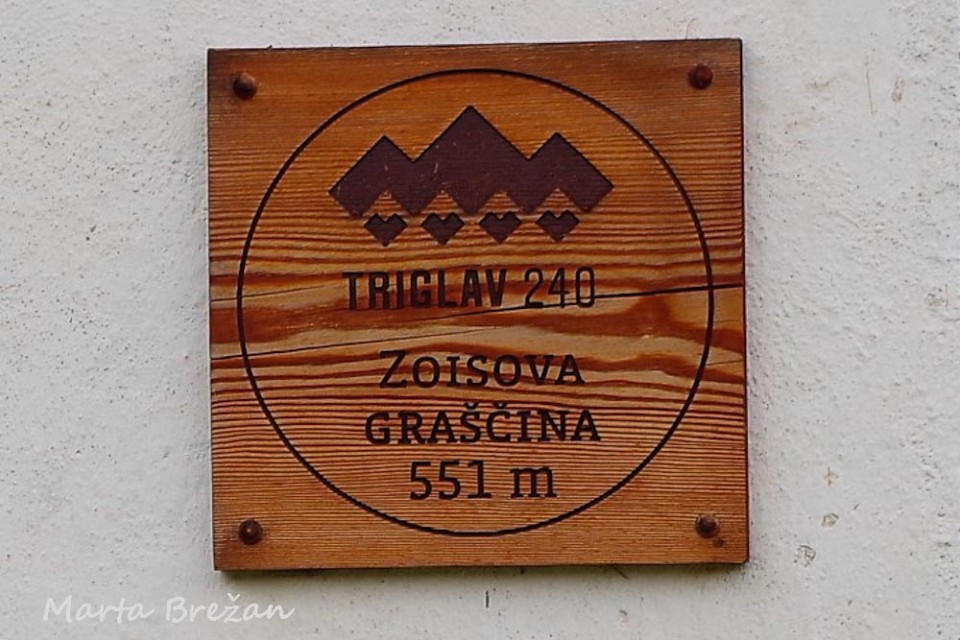 TRIGLAV 240
ZOISOVA
GRAŠČINA
551 m
Marta Brežan